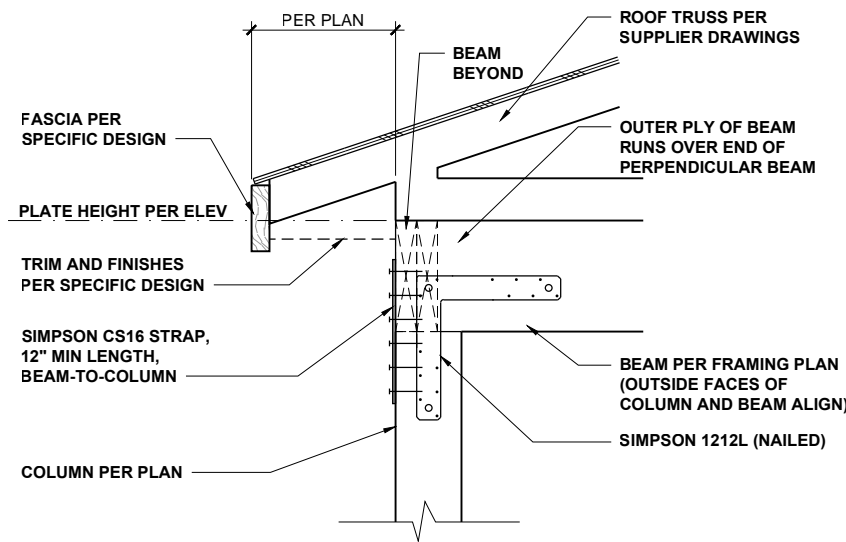 PER PLAN
BEAM
BEYOND
ROOF TRUSS PER
SUPPLIER DRAWINGS
FASCIA PER
SPECIFIC DESIGN
OUTER PLY OF BEAM
RUNS OVER END OF
PERPENDICULAR BEAM
PLATE HEIGHT PER ELEV
TRIM AND FINISHES
PER SPECIFIC DESIGN
SIMPSON CS16 STRAP,
12" MIN LENGTH,
BEAM-TO-COLUMN
BEAM PER FRAMING PLAN
(OUTSIDE FACES OF
COLUMN AND BEAM ALIGN)
SIMPSON 1212L (NAILED)
COLUMN PER PLAN